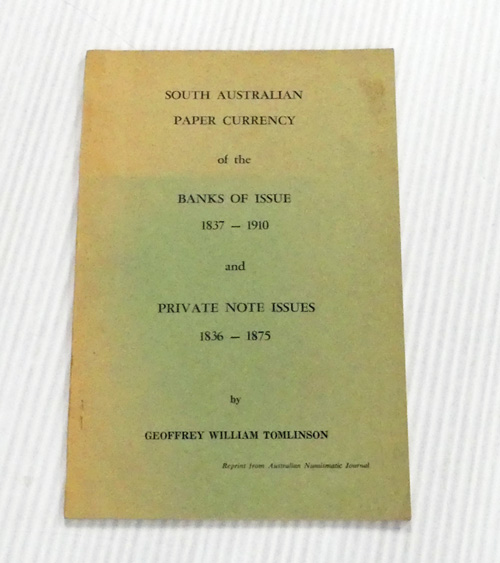 SOUTH AUSTRALIAN
PAPER CURRENCY
of the
BANKS OF ISSUE
1837 — 1910
and
PRIVATE NOTE ISSUES
1836 — 1875
by
GEOFFREY WILLIAM TOMLINSON
Reprint from Australian Numismatic Journal